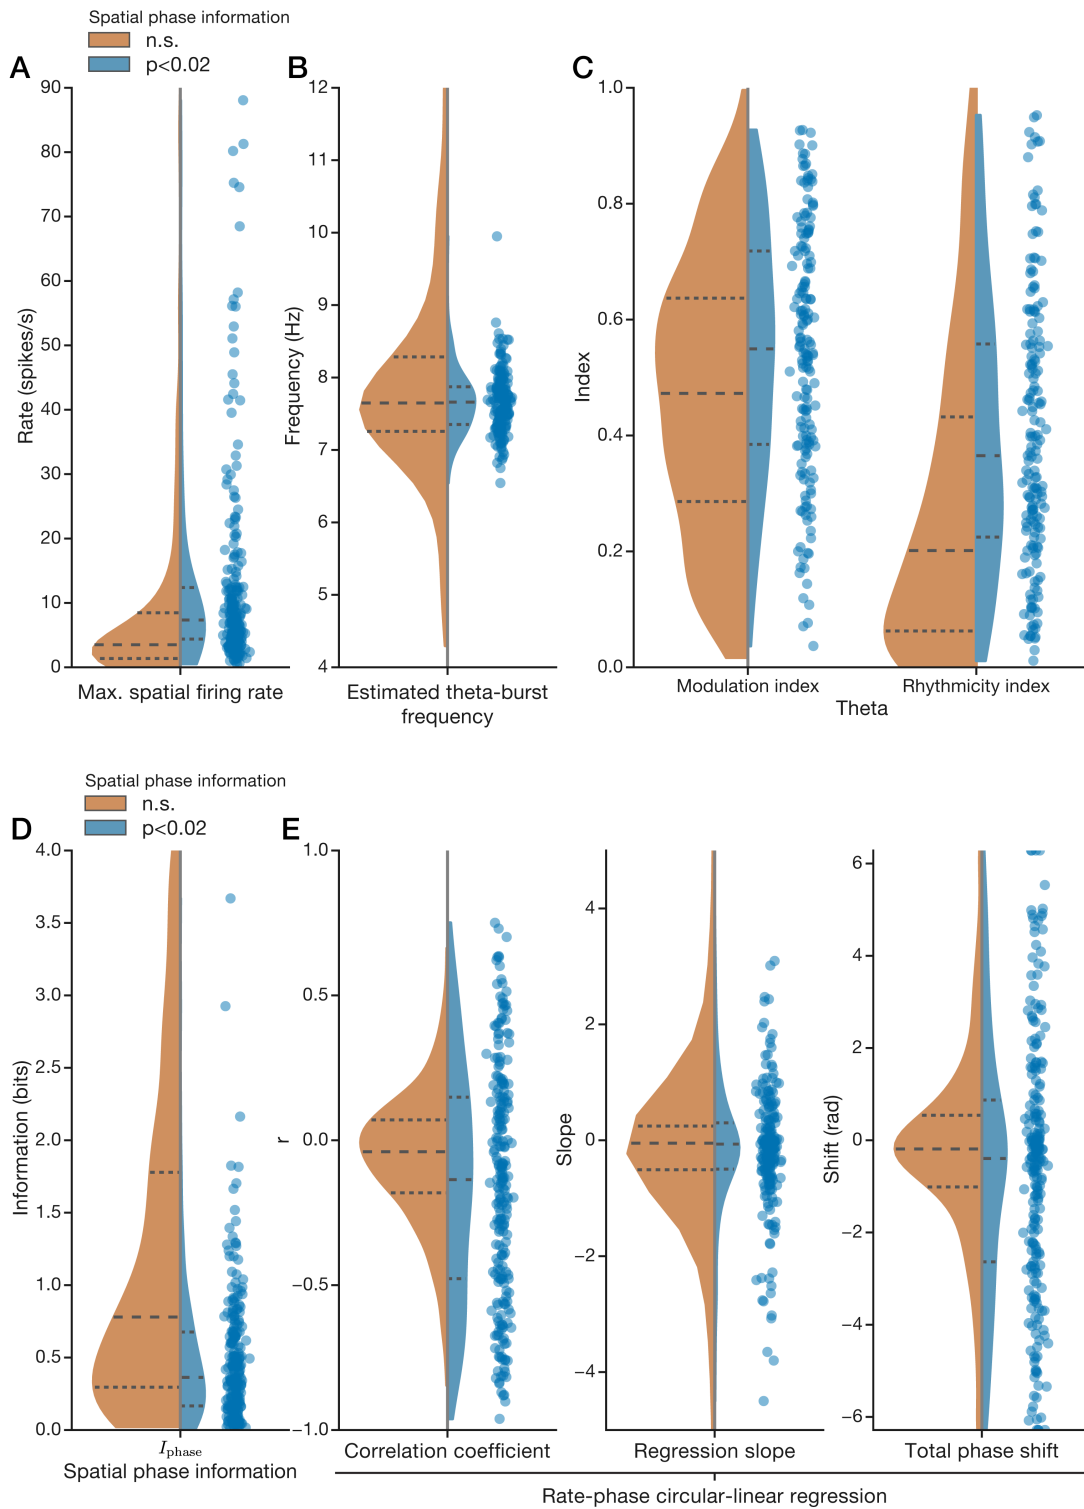 Spatial phase information
n.s.
p<0.02
A
B
C
90
80
70
60
50
40
30
20
10
0
Rate (spikes/s)
Max. spatial firing rate
12
11
10
9
8
7
6
5
4
Frequency (Hz)
Estimated theta-burst
frequency
1.0
0.8
0.6
0.4
0.2
0.0
Index
Modulation index
Rhythmicity index
Theta
Spatial phase information
n.s.
p<0.02
D
E
4.0
3.5
3.0
2.5
2.0
1.5
1.0
0.5
0.0
Information (bits)
Iphase
Spatial phase information
1.0
0.5
0.0
−0.5
−1.0
r
Correlation coefficient
4
2
0
−2
−4
Slope
Regression slope
6
4
2
0
−2
−4
−6
Shift (rad)
Total phase shift
Rate-phase circular-linear regression